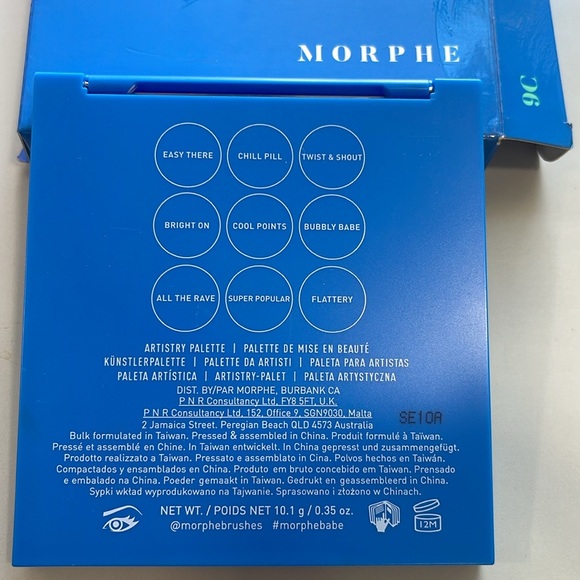 MORPHE
9C
EASY THERE
CHILL PILL
TWIST & SHOUT
BRIGHT ON
COOL POINTS
BUBBLY BABE
ALL THE RAVE
SUPER POPULAR
FLATTERY
ARTISTRY PALETTE | PALETTE DE MISE EN BEAUTÉ
KÜNSTLERPALETTE | PALETTE DA ARTISTI | PALETA PARA ARTISTAS
PALETA ARTÍSTICA | ARTISTRY-PALET | PALETA ARTYSTYCZNA
DIST. BY/PAR MORPHE, BURBANK CA
P N R Consultancy Ltd, FY8 5FT, U.K.
P N R Consultancy Ltd, 152, Office 9, SGN9030, Malta
2 Jamaica Street. Peregian Beach QLD 4573 Australia
SE10A
Bulk formulated in Taiwan. Pressed & assembled in China. Produit formulé à Taïwan.
Pressé et assemblé en Chine. In Taiwan entwickelt. In China gepresst und zusammengefügt.
Prodotto realizzato a Taiwan. Pressato e assemblato in Cina. Polvos hechos en Taiwán.
Compactados y ensamblados en China. Produto em bruto concebido em Taiwan. Prensado
e embalado na China. Poeder gemaakt in Taiwan. Gedrukt en geassembleerd in China.
Sypki wkład wyprodukowano na Tajwanie. Sprasowano i złożono w Chinach.
NET WT. / POIDS NET 10.1 g / 0.35 oz.
@morphebrushes #morphebabe
12M